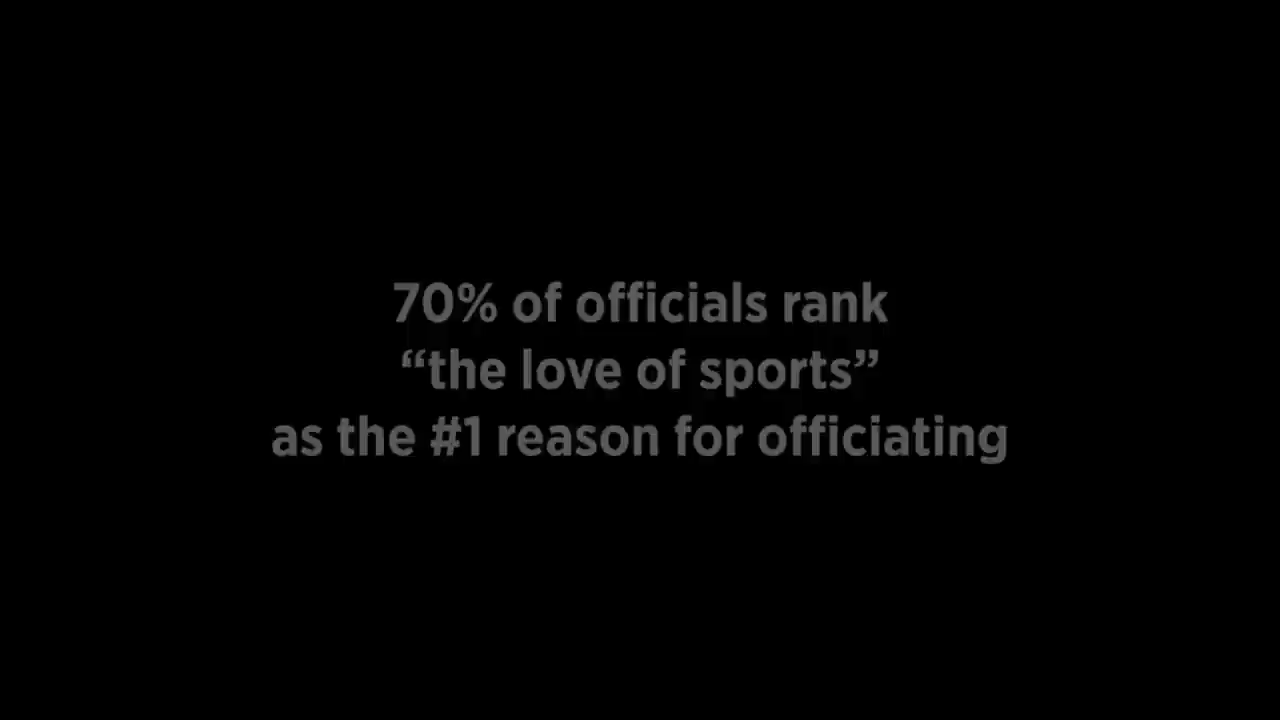 70% of officials rank
“the love of sports”
as the #1 reason for officiating